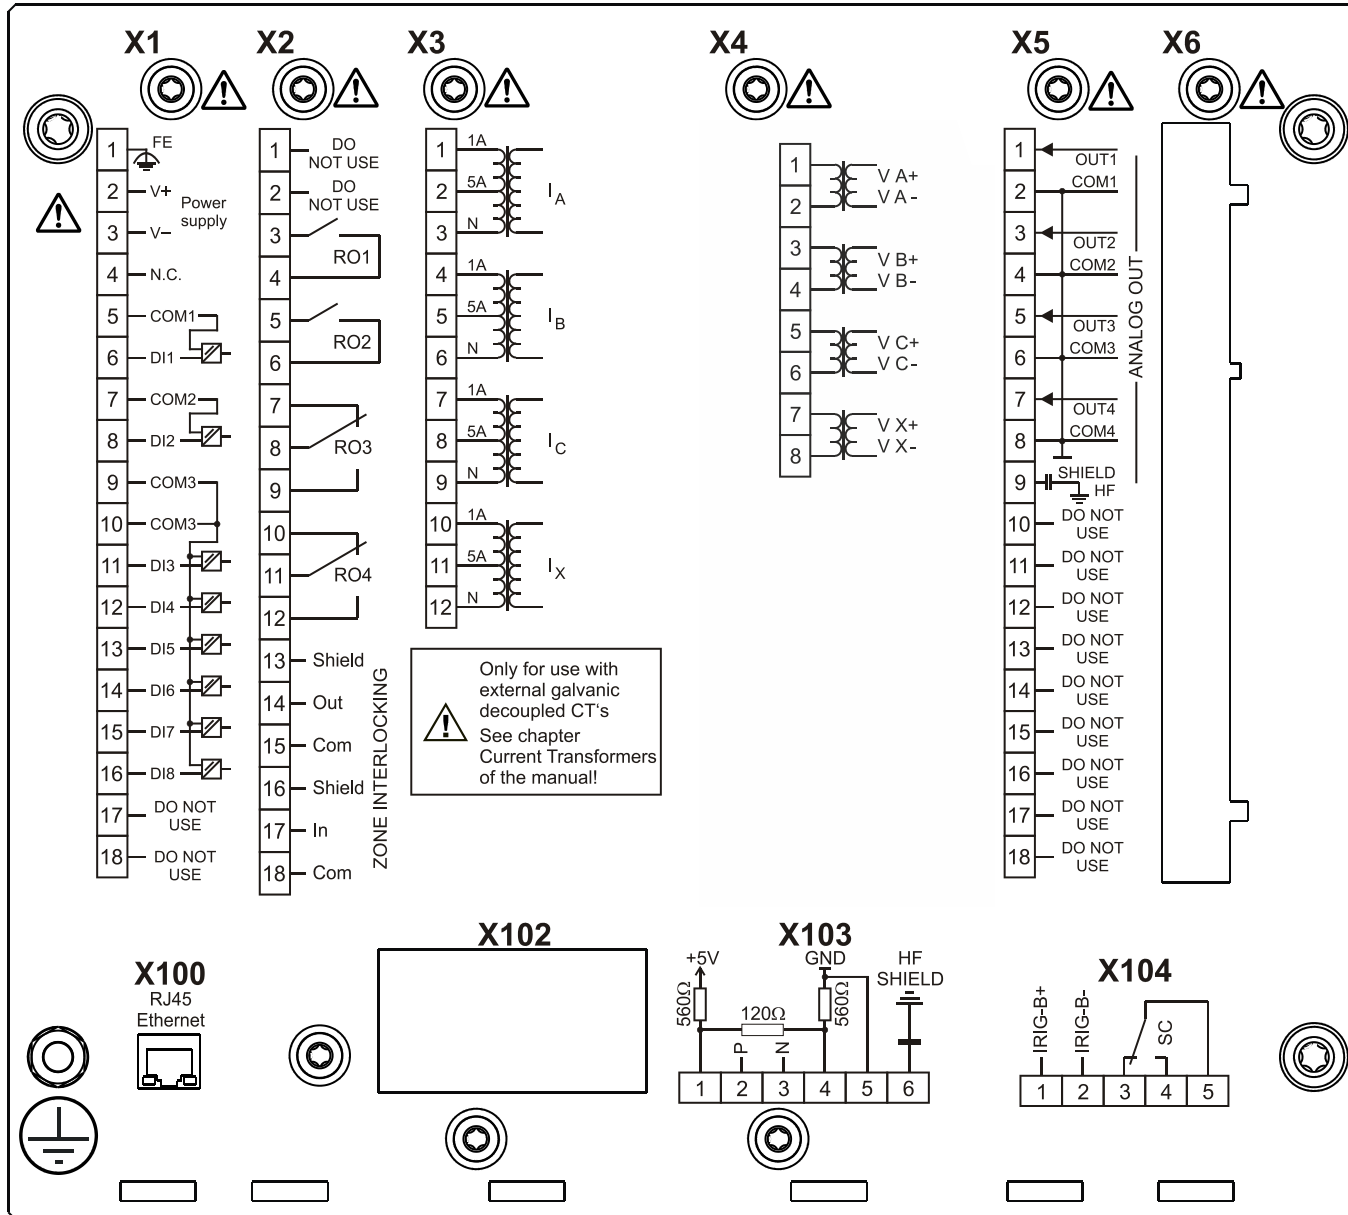 X1
X2
X3
X4
X5
X6
1 FE
2 V+
Power
supply
3 V–
4 N.C.
5 COM1
6 DI1
7 COM2
8 DI2
9 COM3
10 COM3
11 DI3
12 DI4
13 DI5
14 DI6
15 DI7
16 DI8
17 DO NOT
USE
18 DO NOT
USE
1 DO
NOT USE
2 DO
NOT USE
3
RO1
4
5
RO2
6
7
8 RO3
9
10
11 RO4
12
13 Shield
14 Out
15 Com
16 Shield
17 In
18 Com
ZONE INTERLOCKING
1 1A
2 5A IA
3 N
4 1A
5 5A IB
6 N
7 1A
8 5A IC
9 N
10 1A
11 5A IX
12 N
Only for use with
external galvanic
decoupled CT‘s
See chapter
Current Transformers
of the manual!
1 V A+
2 V A-
3 V B+
4 V B-
5 V C+
6 V C-
7 V X+
8 V X-
1 OUT1
2 COM1
3 OUT2
4 COM2
5 OUT3
6 COM3
7 OUT4
8 COM4
9 SHIELD
HF
ANALOG OUT
10 DO NOT
USE
11 DO NOT
USE
12 DO NOT
USE
13 DO NOT
USE
14 DO NOT
USE
15 DO NOT
USE
16 DO NOT
USE
17 DO NOT
USE
18 DO NOT
USE
X100
RJ45
Ethernet
X102
X103
+5V GND HF
SHIELD
560Ω 120Ω 560Ω
P N
1 2 3 4 5 6
X104
IRIG-B+ IRIG-B- SC
1 2 3 4 5